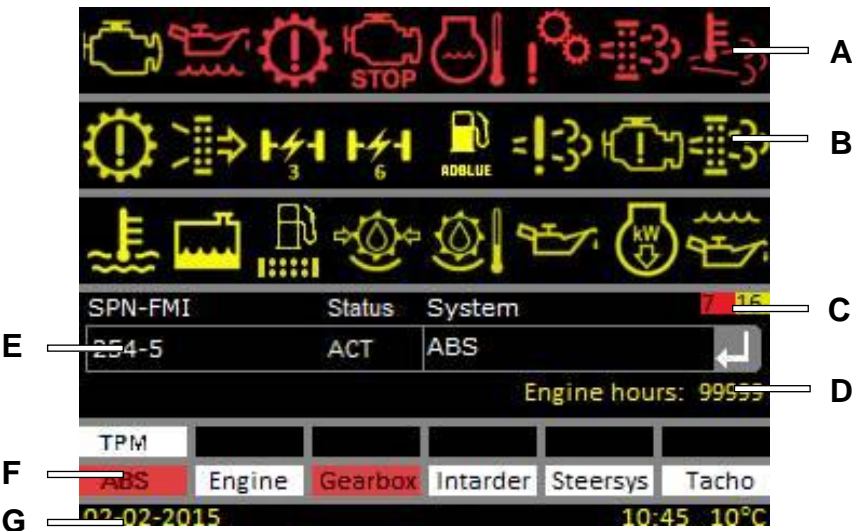 A
STOP
B
3 6 ADBLUE
kW
SPN-FMI Status System 7 16 C
E 254-5 ACT ABS
Engine hours: 99999 D
TPM
F ABS Engine Gearbox Intarder Steersys Tacho
G 02-02-2015 10:45 10°C